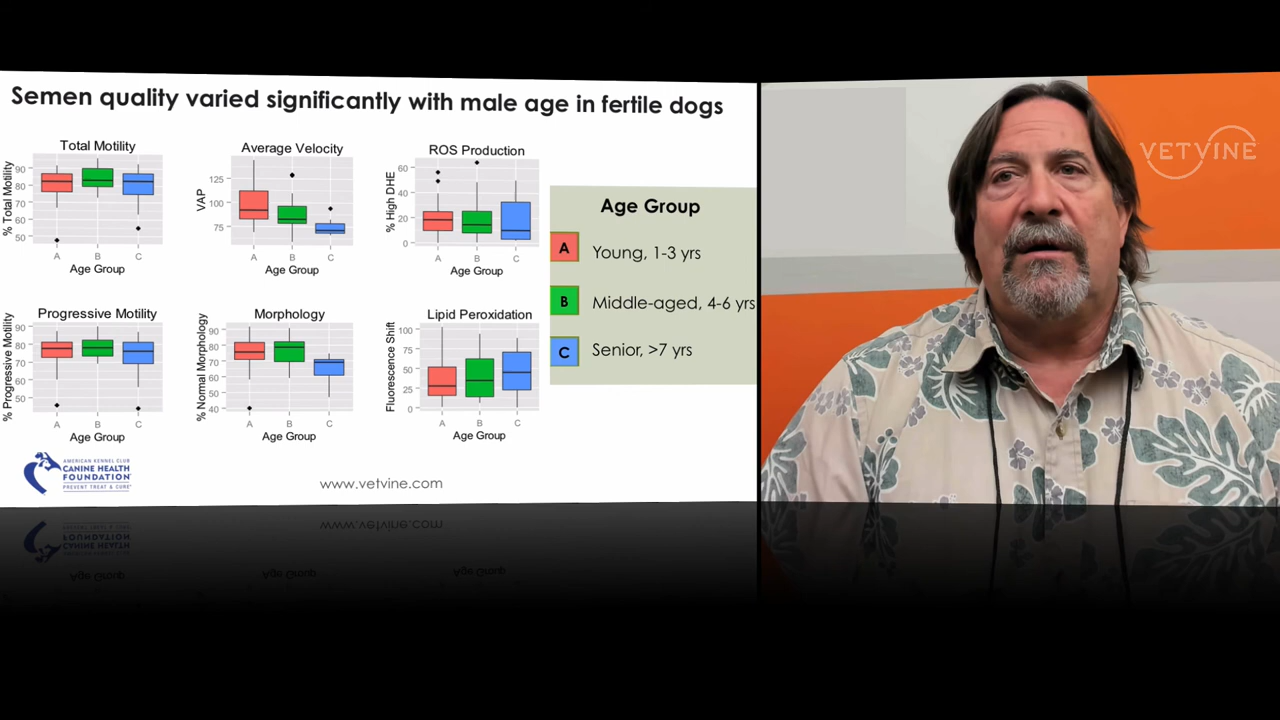 Semen quality varied significantly with male age in fertile dogs
Total Motility
% Total Motility
90
80
70
60
50
A B C
Age Group
Average Velocity
VAP
125
100
75
A B C
Age Group
ROS Production
% High DHE
60
40
20
0
A B C
Age Group
Progressive Motility
% Progressive Motility
90
80
70
60
50
A B C
Age Group
Morphology
% Normal Morphology
90
80
70
60
50
40
A B C
Age Group
Lipid Peroxidation
Fluorescence Shift
100
75
50
25
0
A B C
Age Group
Age Group
A Young, 1-3 yrs
B Middle-aged, 4-6 yrs
C Senior, >7 yrs
AMERICAN KENNEL CLUB
CANINE HEALTH
FOUNDATION
PREVENT TREAT & CURE
www.vetvine.com
VETVINE